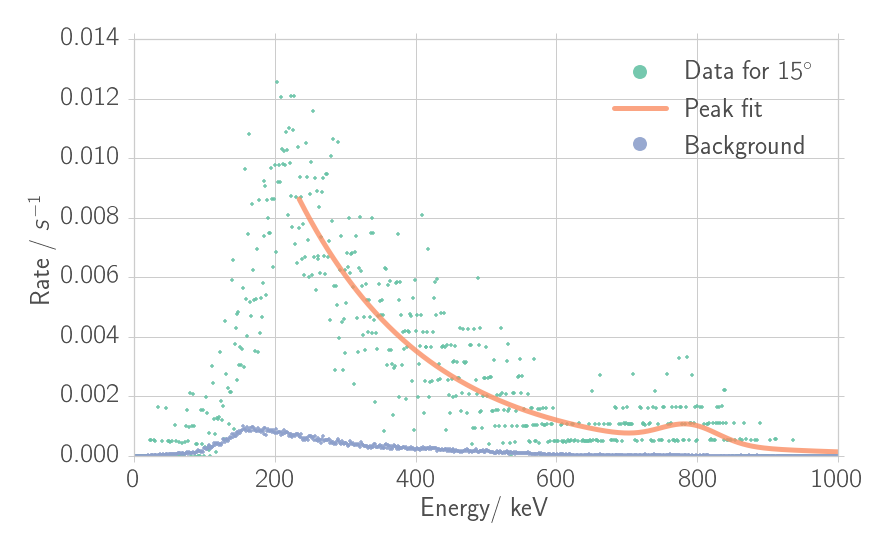 0.014
0.012
0.010
0.008
0.006
0.004
0.002
0.000
Rate / s⁻¹
0
200
400
600
800
1000
Energy/ keV
Data for 15°
Peak fit
Background